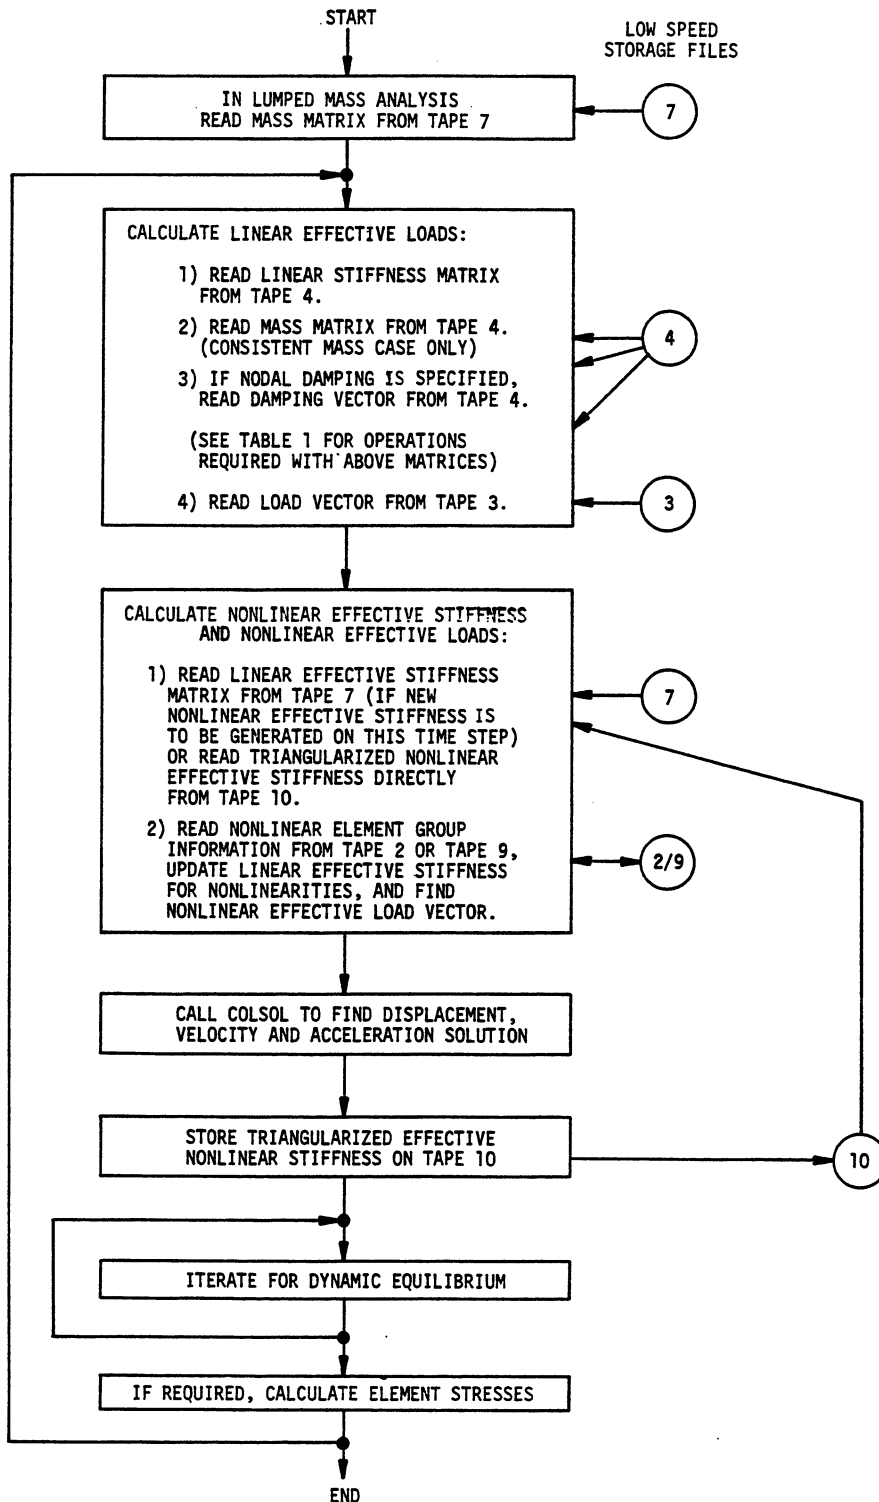 START
LOW SPEED
STORAGE FILES
IN LUMPED MASS ANALYSIS
READ MASS MATRIX FROM TAPE 7
7
CALCULATE LINEAR EFFECTIVE LOADS:
1) READ LINEAR STIFFNESS MATRIX
FROM TAPE 4.
2) READ MASS MATRIX FROM TAPE 4.
(CONSISTENT MASS CASE ONLY)
4
3) IF NODAL DAMPING IS SPECIFIED,
READ DAMPING VECTOR FROM TAPE 4.
(SEE TABLE 1 FOR OPERATIONS
REQUIRED WITH ABOVE MATRICES)
4) READ LOAD VECTOR FROM TAPE 3.
3
CALCULATE NONLINEAR EFFECTIVE STIFFNESS
AND NONLINEAR EFFECTIVE LOADS:
1) READ LINEAR EFFECTIVE STIFFNESS
MATRIX FROM TAPE 7 (IF NEW
NONLINEAR EFFECTIVE STIFFNESS IS
TO BE GENERATED ON THIS TIME STEP)
OR READ TRIANGULARIZED NONLINEAR
EFFECTIVE STIFFNESS DIRECTLY
FROM TAPE 10.
7
2) READ NONLINEAR ELEMENT GROUP
INFORMATION FROM TAPE 2 OR TAPE 9,
UPDATE LINEAR EFFECTIVE STIFFNESS
FOR NONLINEARITIES, AND FIND
NONLINEAR EFFECTIVE LOAD VECTOR.
2/9
CALL COLSOL TO FIND DISPLACEMENT,
VELOCITY AND ACCELERATION SOLUTION
STORE TRIANGULARIZED EFFECTIVE
NONLINEAR STIFFNESS ON TAPE 10
10
ITERATE FOR DYNAMIC EQUILIBRIUM
IF REQUIRED, CALCULATE ELEMENT STRESSES
END